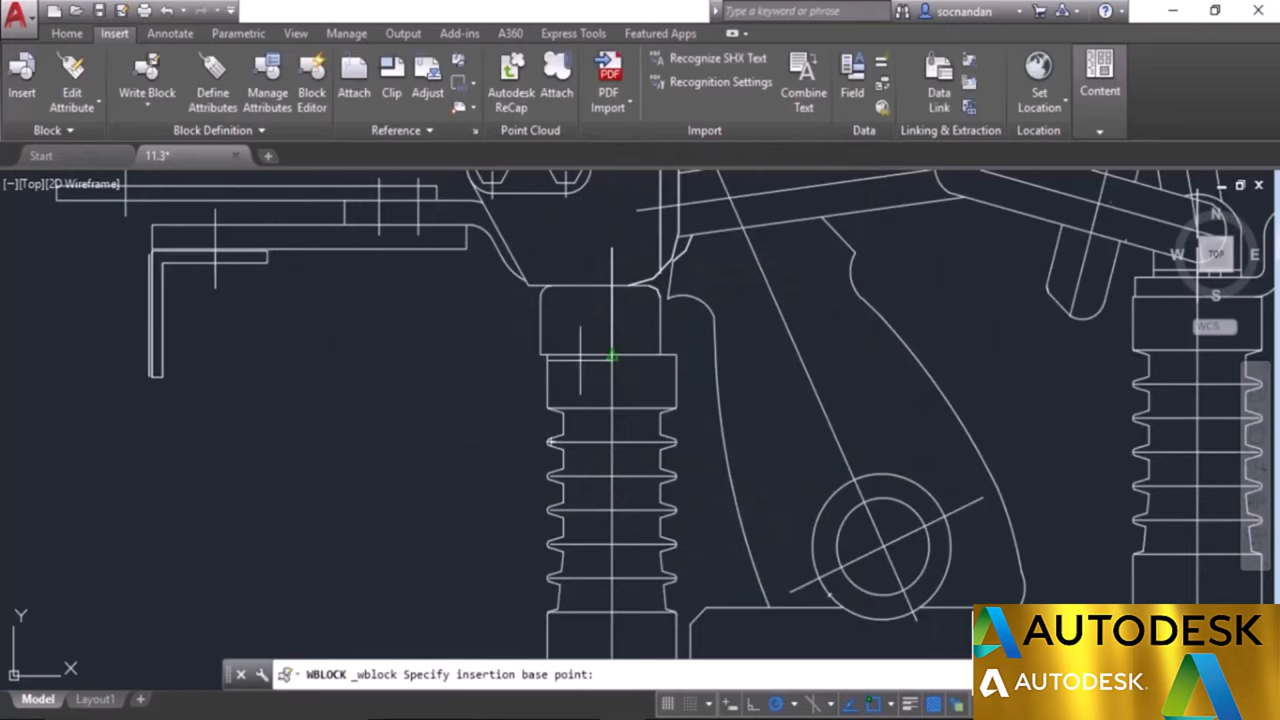 Type a keyword or phrase
socnandan
Home Insert Annotate Parametric View Manage Output Add-ins A360 Express Tools Featured Apps
Insert
Edit
Attribute
Write Block
Define
Attributes
Manage
Attributes
Block
Editor
Attach
Clip
Adjust
Autodesk
ReCap
Attach
PDF
Import
PDF
Recognize SHX Text
Recognition Settings
Combine
Text
Field
Data
Link
Set
Location
Content
Block
Block Definition
Reference
Point Cloud
Import
Data
Linking & Extraction
Location
Start
11.3*
[−][Top][2D Wireframe]
N
W TOP E
S
WCS
Y
X
WBLOCK _wblock Specify insertion base point:
Model Layout1
AUTODESK
AUTODESK.